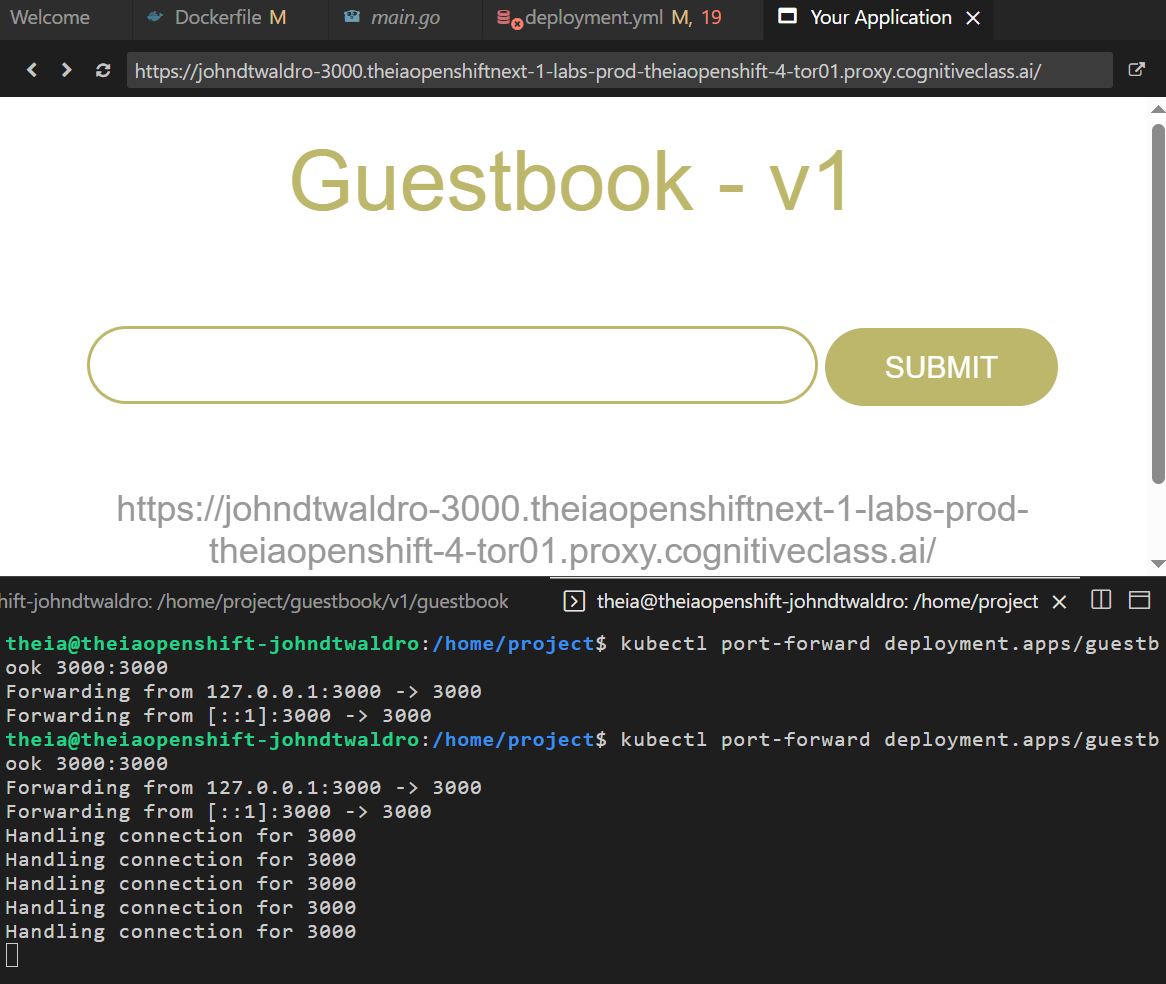 Welcome Dockerfile M main.go deployment.yml M, 19 Your Application
https://johndtwaldro-3000.theiaopenshiftnext-1-labs-prod-theiaopenshift-4-tor01.proxy.cognitiveclass.ai/
Guestbook - v1
SUBMIT
https://johndtwaldro-3000.theiaopenshiftnext-1-labs-prod-
theiaopenshift-4-tor01.proxy.cognitiveclass.ai/
hift-johndtwaldro: /home/project/guestbook/v1/guestbook theia@theiaopenshift-johndtwaldro: /home/project
theia@theiaopenshift-johndtwaldro:/home/project$ kubectl port-forward deployment.apps/guestb
ook 3000:3000
Forwarding from 127.0.0.1:3000 -> 3000
Forwarding from [::1]:3000 -> 3000
theia@theiaopenshift-johndtwaldro:/home/project$ kubectl port-forward deployment.apps/guestb
ook 3000:3000
Forwarding from 127.0.0.1:3000 -> 3000
Forwarding from [::1]:3000 -> 3000
Handling connection for 3000
Handling connection for 3000
Handling connection for 3000
Handling connection for 3000
Handling connection for 3000